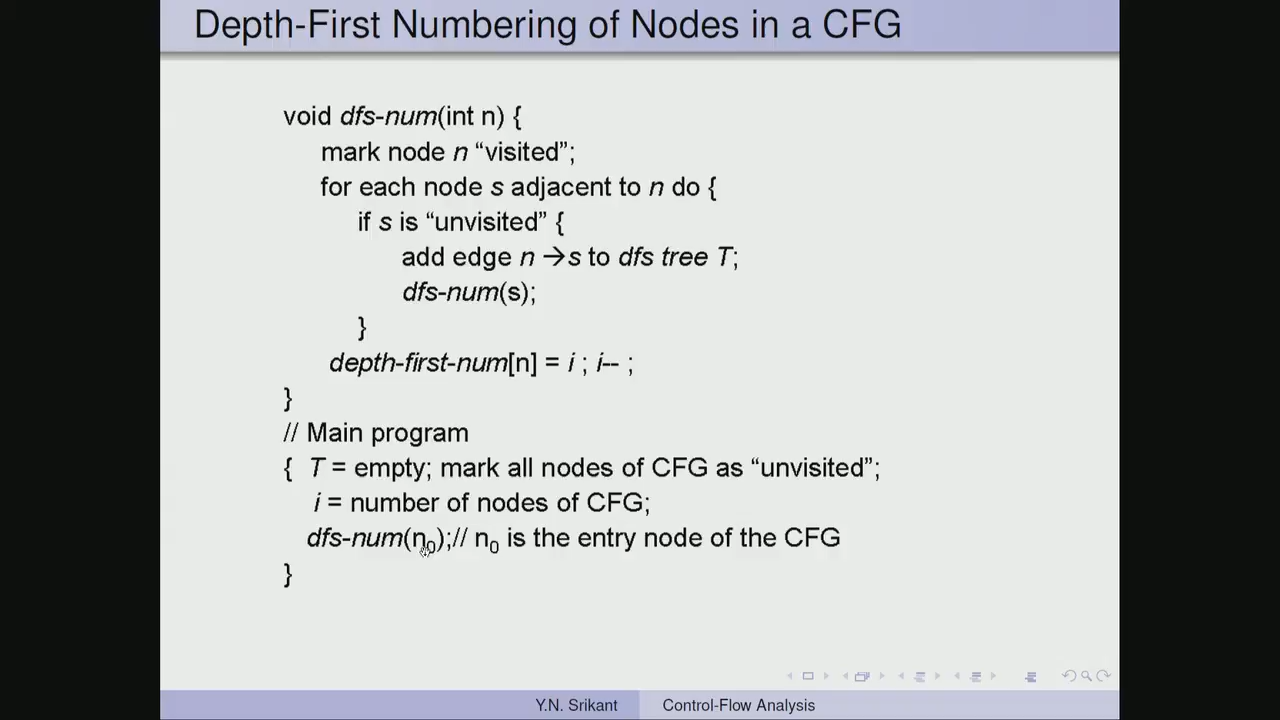 Depth-First Numbering of Nodes in a CFG
void dfs-num(int n) {
mark node n “visited”;
for each node s adjacent to n do {
if s is “unvisited” {
add edge n →s to dfs tree T;
dfs-num(s);
}
depth-first-num[n] = i ; i-- ;
}
// Main program
{ T = empty; mark all nodes of CFG as “unvisited”;
i = number of nodes of CFG;
dfs-num(n0);// n0 is the entry node of the CFG
}
Y.N. Srikant Control-Flow Analysis